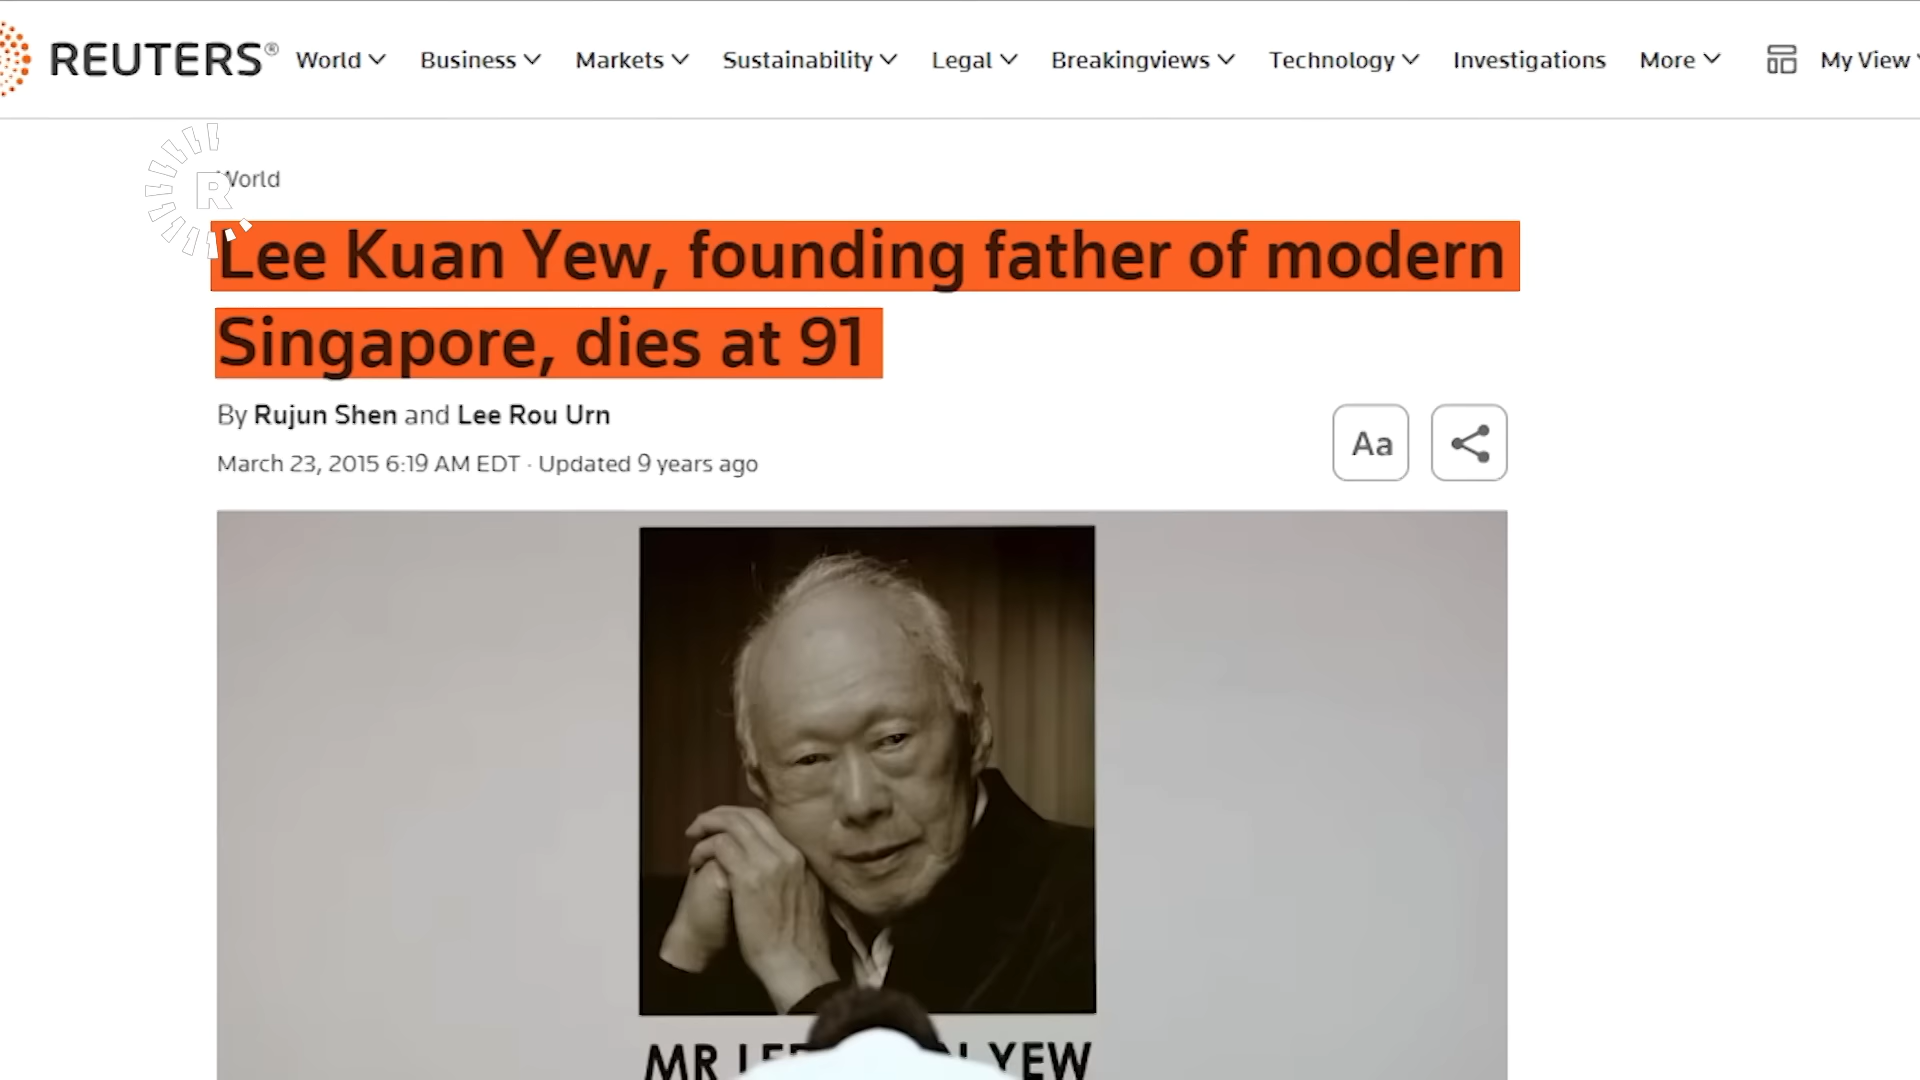 REUTERS®
World Business Markets Sustainability Legal Breakingviews Technology Investigations More My View
R
World
Lee Kuan Yew, founding father of modern
Singapore, dies at 91
By Rujun Shen and Lee Rou Urn
March 23, 2015 6:19 AM EDT · Updated 9 years ago
Aa
MR YEW